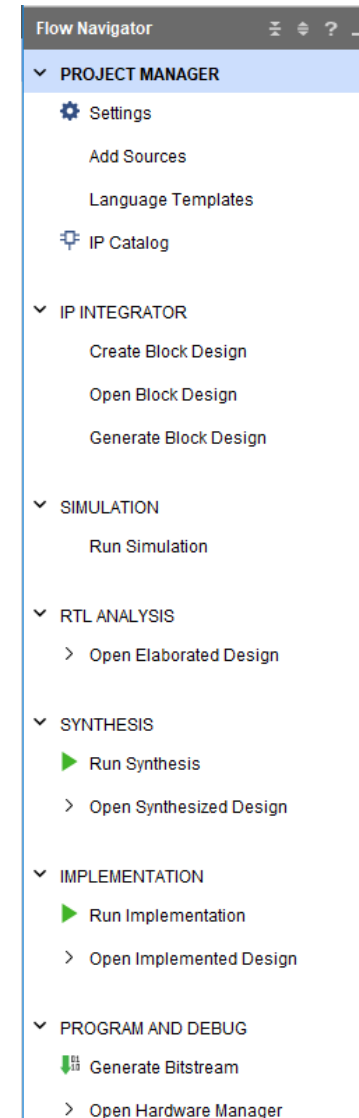 Flow Navigator ?
PROJECT MANAGER
Settings
Add Sources
Language Templates
IP Catalog
IP INTEGRATOR
Create Block Design
Open Block Design
Generate Block Design
SIMULATION
Run Simulation
RTL ANALYSIS
Open Elaborated Design
SYNTHESIS
Run Synthesis
Open Synthesized Design
IMPLEMENTATION
Run Implementation
Open Implemented Design
PROGRAM AND DEBUG
Generate Bitstream
Open Hardware Manager